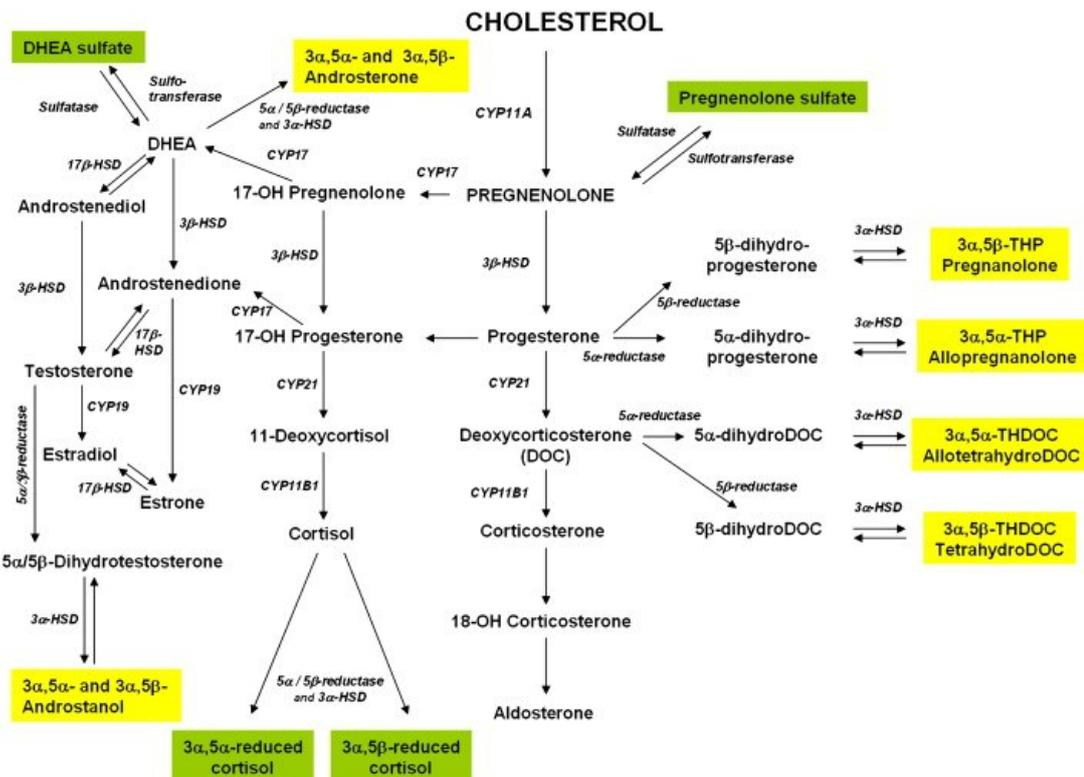 CHOLESTEROL
DHEA sulfate
3α,5α- and 3α,5β-
Androsterone
Sulfo-
transferase
Sulfatase
5α / 5β-reductase
and 3α-HSD
CYP11A
Pregnenolone sulfate
Sulfatase
Sulfotransferase
DHEA
CYP17
17β-HSD
CYP17
Androstenediol
17-OH Pregnenolone
PREGNENOLONE
3β-HSD
3β-HSD
3β-HSD
3β-HSD
5β-dihydro-
progesterone
3α-HSD
3α,5β-THP
Pregnanolone
Androstenedione
CYP17
5β-reductase
17β-
HSD
17-OH Progesterone
Progesterone
5α-reductase
5α-dihydro-
progesterone
3α-HSD
3α,5α-THP
Allopregnanolone
Testosterone
CYP19
CYP19
CYP21
CYP21
5α/5β-reductase
Estradiol
17β-HSD
Estrone
11-Deoxycortisol
Deoxycorticosterone
(DOC)
5α-reductase
5α-dihydroDOC
3α-HSD
3α,5α-THDOC
AllotetrahydroDOC
CYP11B1
CYP11B1
5β-reductase
5β-dihydroDOC
3α-HSD
3α,5β-THDOC
TetrahydroDOC
Cortisol
Corticosterone
5α/5β-Dihydrotestosterone
3α-HSD
18-OH Corticosterone
3α,5α- and 3α,5β-
Androstanol
5α / 5β-reductase
and 3α-HSD
Aldosterone
3α,5α-reduced
cortisol
3α,5β-reduced
cortisol